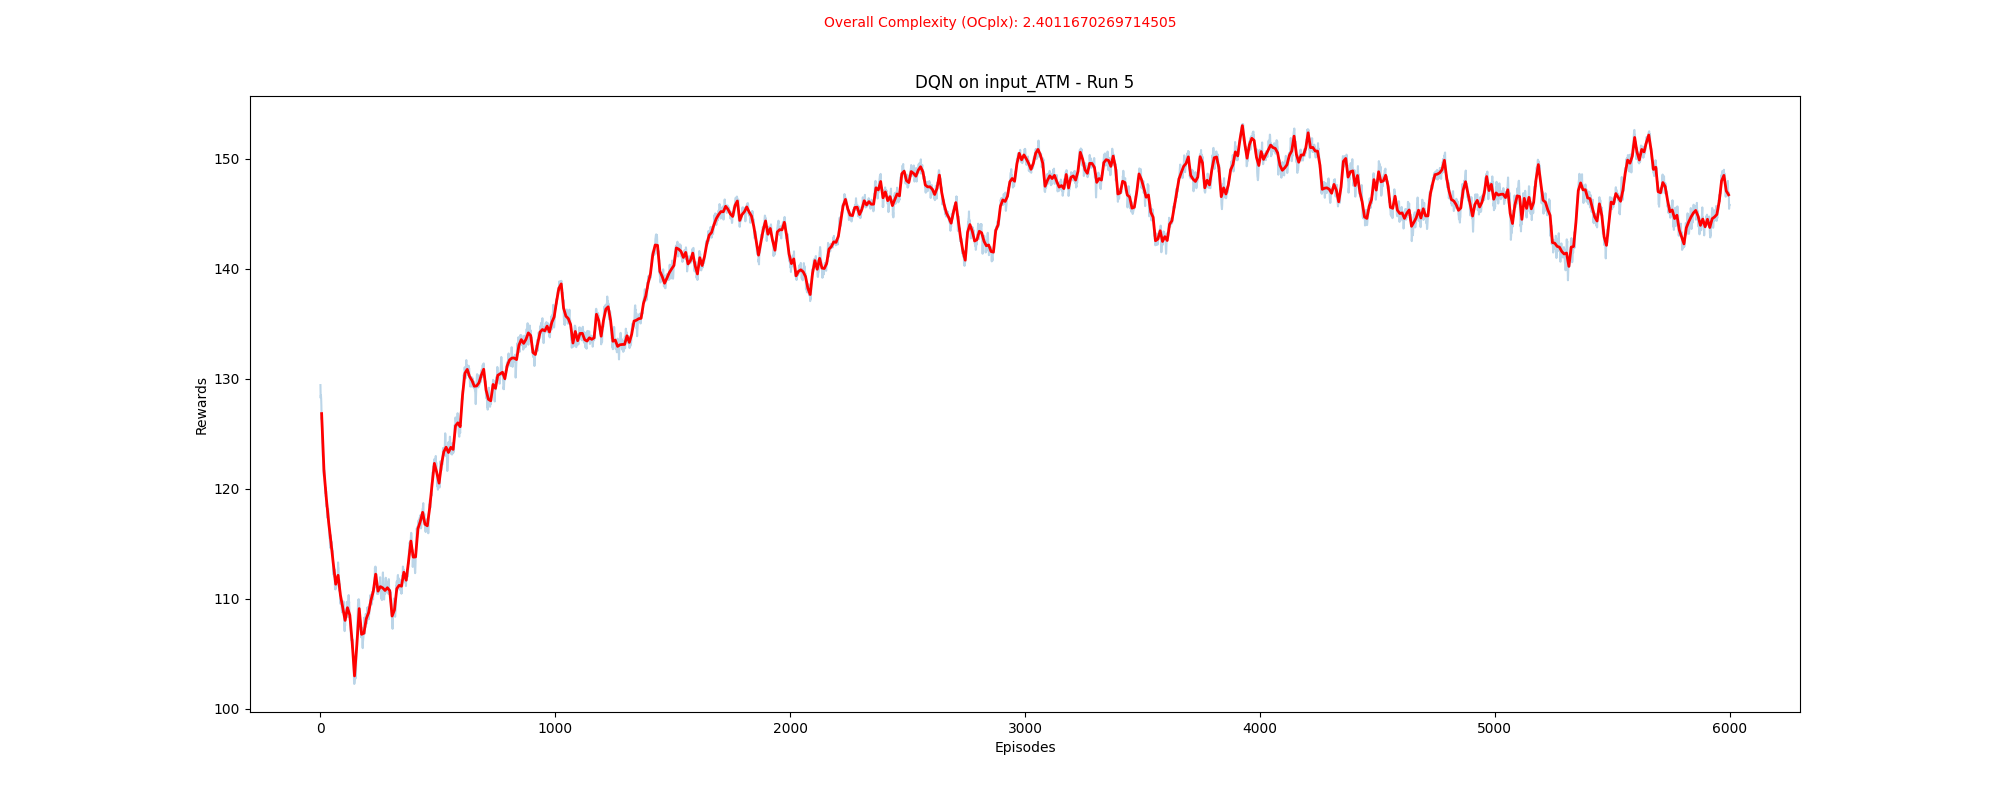 Overall Complexity (OCplx): 2.4011670269714505
DQN on input_ATM - Run 5
Rewards
150
140
130
120
110
100
0 1000 2000 3000 4000 5000 6000
Episodes